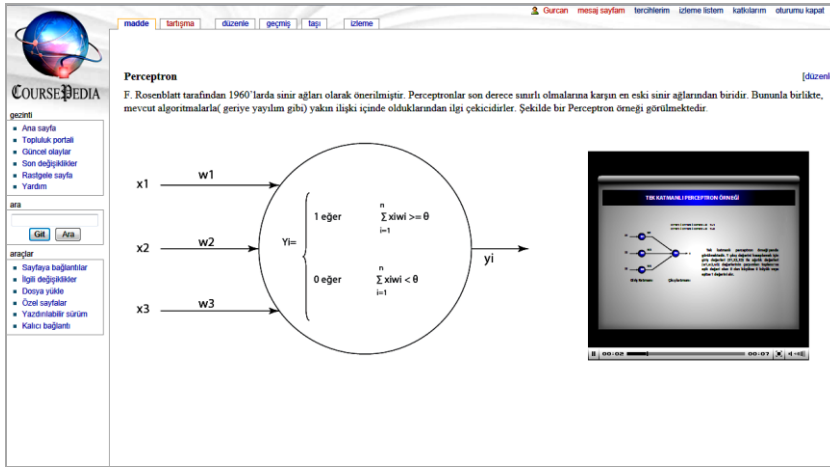 Gurcan mesaj sayfam tercihlerim izleme listem katkılarım oturumu kapat
madde tartışma düzenle geçmiş taşı izleme
COURSEPEDIA
gezinti
Ana sayfa
Topluluk portali
Güncel olaylar
Son değişiklikler
Rastgele sayfa
Yardım
ara
Git Ara
araçlar
Sayfaya bağlantılar
İlgili değişiklikler
Dosya yükle
Özel sayfalar
Yazdırılabilir sürüm
Kalıcı bağlantı
Perceptron
[düzenl
F. Rosenblatt tarafından 1960'larda sinir ağları olarak önerilmiştir. Perceptronlar son derece sınırlı olmalarına karşın en eski sinir ağlarından biridir. Bununla birlikte,
mevcut algoritmalarla( geriye yayılım gibi) yakın ilişki içinde olduklarından ilgi çekicidirler. Şekilde bir Perceptron örneği görülmektedir.
x1 w1
x2 w2
x3 w3
Yi=
1 eğer n Σ xiwi >= θ i=1
0 eğer n Σ xiwi < θ i=1
yi
TEK KATMANLI PERCEPTRON ÖRNEĞİ
Giriş Katmanı Çıkış Katmanı
00:02 00:07